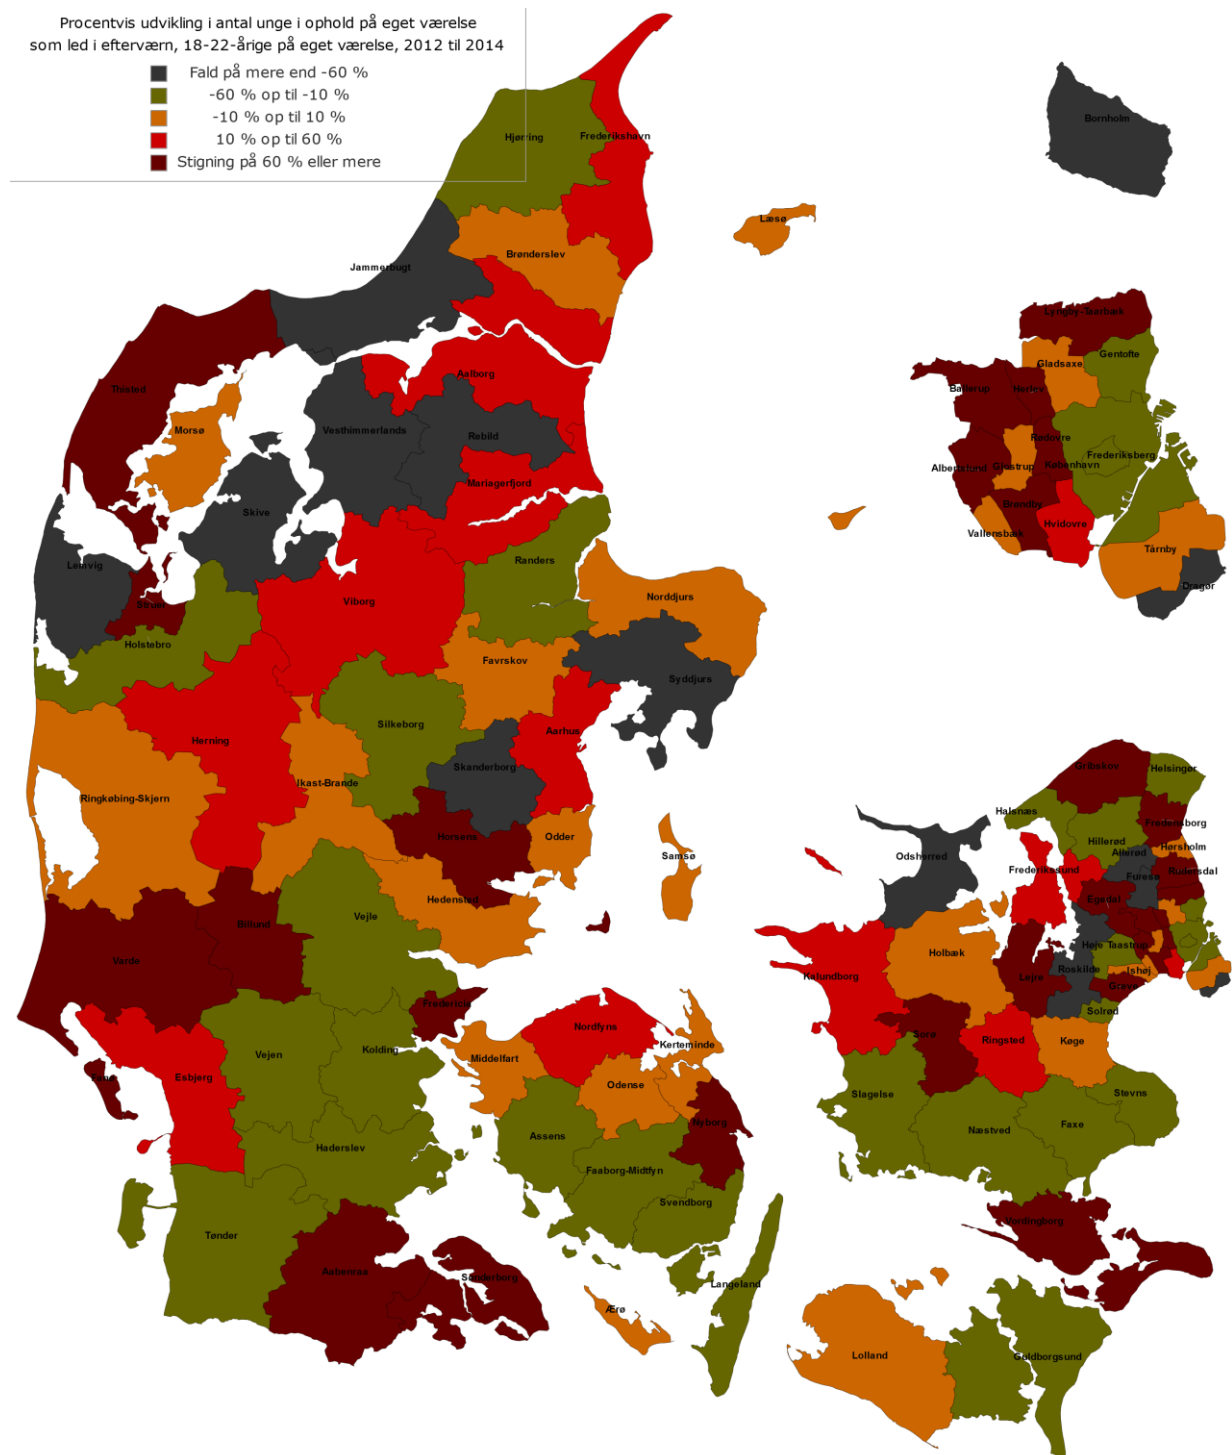 Procentvis udvikling i antal unge i ophold på eget værelse
som led i efterværn, 18-22-årige på eget værelse, 2012 til 2014
Fald på mere end -60 %
-60 % op til -10 %
-10 % op til 10 %
10 % op til 60 %
Stigning på 60 % eller mere
Bornholm
Hjørring
Frederikshavn
Læsø
Brønderslev
Jammerbugt
Lyngby-Taarbæk
Gentofte
Gladsaxe
Aalborg
Thisted
Ballerup
Herlev
Morsø
Vesthimmerlands
Rebild
Rødovre
Frederiksberg
København
Albertslund
Glostrup
Mariagerfjord
Brøndby
Skive
Hvidovre
Vallensbæk
Tårnby
Randers
Lemvig
Dragør
Norddjurs
Viborg
Struer
Holstebro
Favrskov
Syddjurs
Silkeborg
Aarhus
Herning
Skanderborg
Gribskov
Helsingør
Ikast-Brande
Ringkøbing-Skjern
Halsnæs
Fredensborg
Horsens
Odder
Hillerød
Hørsholm
Samsø
Odsherred
Allerød
Frederikssund
Furesø
Rudersdal
Hedensted
Egedal
Vejle
Billund
Høje Taastrup
Holbæk
Varde
Roskilde
Ishøj
Kalundborg
Lejre
Greve
Fredericia
Solrød
Nordfyns
Sorø
Ringsted
Køge
Kerteminde
Vejen
Kolding
Middelfart
Odense
Fanø
Esbjerg
Slagelse
Stevns
Nyborg
Næstved
Faxe
Assens
Haderslev
Faaborg-Midtfyn
Svendborg
Vordingborg
Tønder
Aabenraa
Sønderborg
Langeland
Ærø
Lolland
Guldborgsund